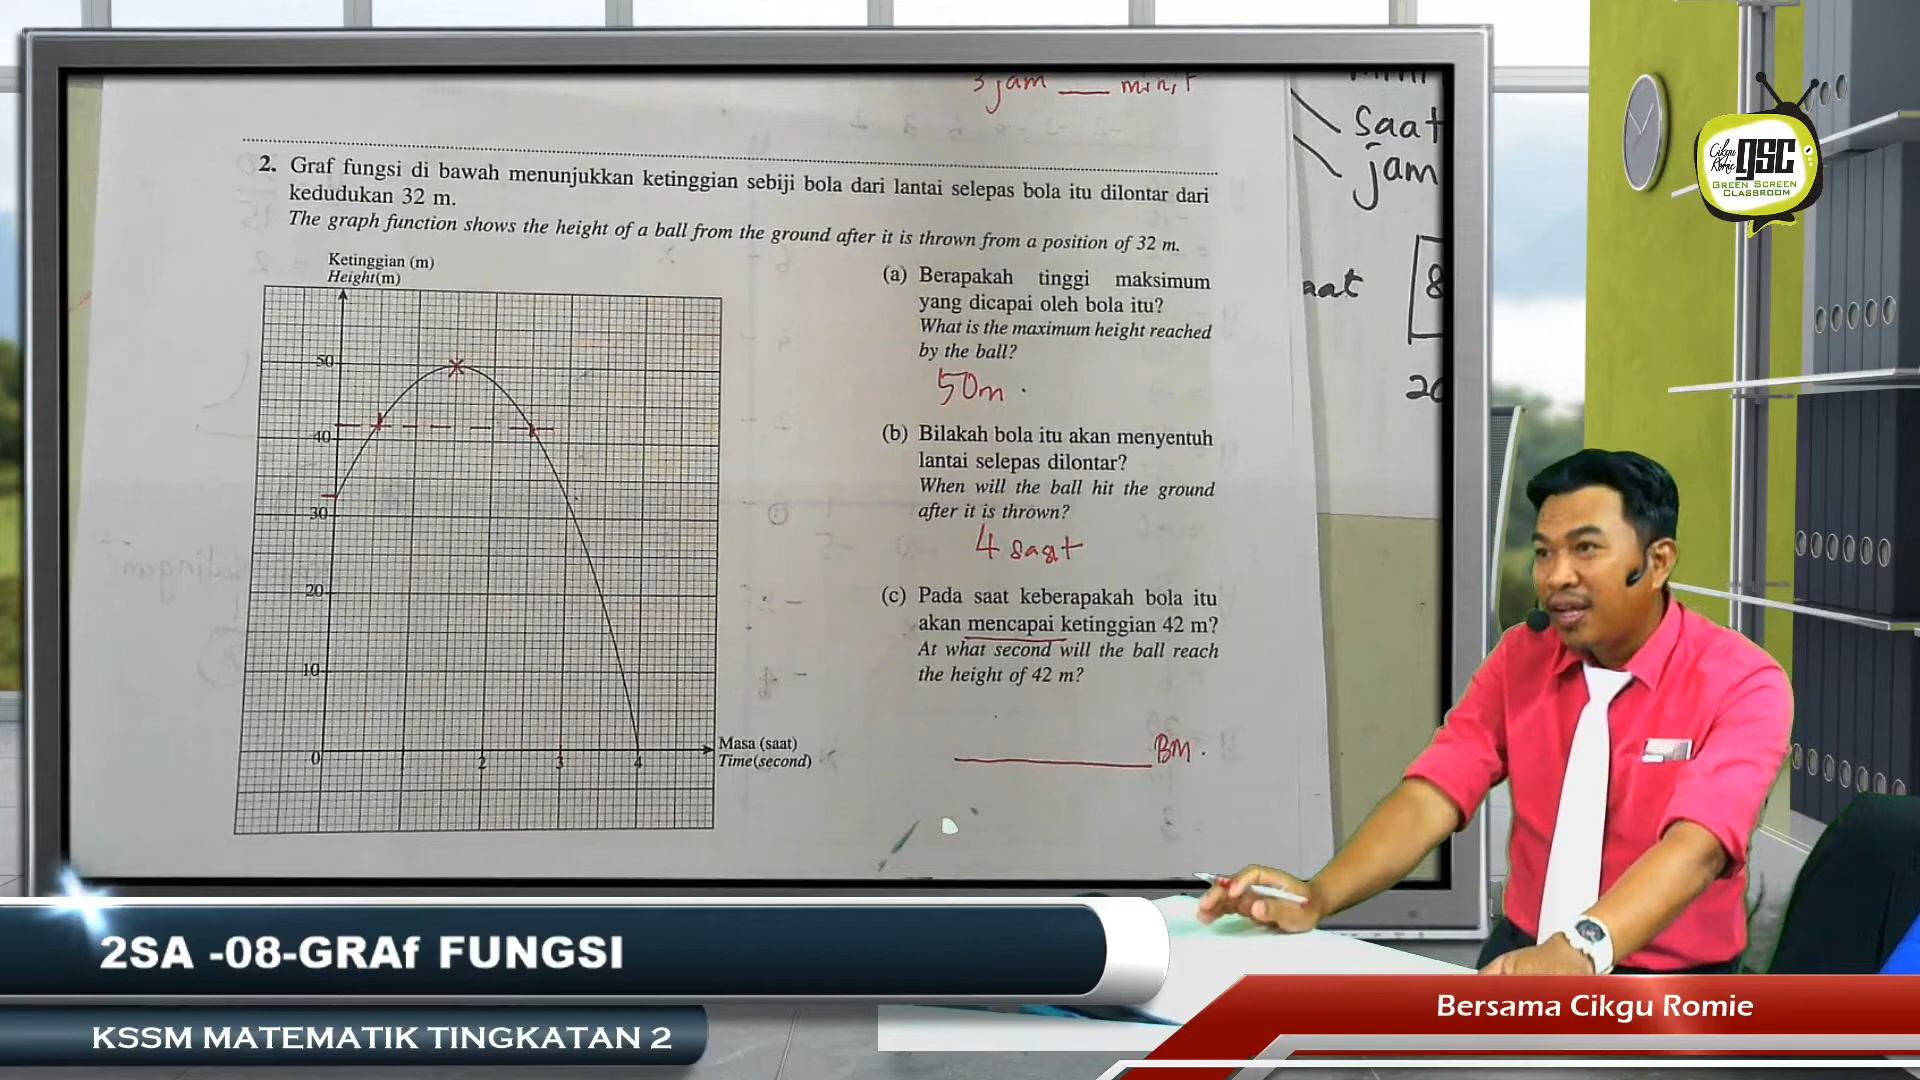 3 jam ___ minit
saat
jam
2. Graf fungsi di bawah menunjukkan ketinggian sebiji bola dari lantai selepas bola itu dilontar dari
kedudukan 32 m.
The graph function shows the height of a ball from the ground after it is thrown from a position of 32 m.
Ketinggian (m)
Height(m)
50
40
30
20
10
0
1
2
3
4
Masa (saat)
Time(second)
(a) Berapakah tinggi maksimum
yang dicapai oleh bola itu?
What is the maximum height reached
by the ball?
50m
(b) Bilakah bola itu akan menyentuh
lantai selepas dilontar?
When will the ball hit the ground
after it is thrown?
4 saat
(c) Pada saat keberapakah bola itu
akan mencapai ketinggian 42 m?
At what second will the ball reach
the height of 42 m?
BM.
8
20
Cikgu
Romie
GSC
GREEN SCREEN
CLASSROOM
2SA -08-GRAf FUNGSI
KSSM MATEMATIK TINGKATAN 2
Bersama Cikgu Romie